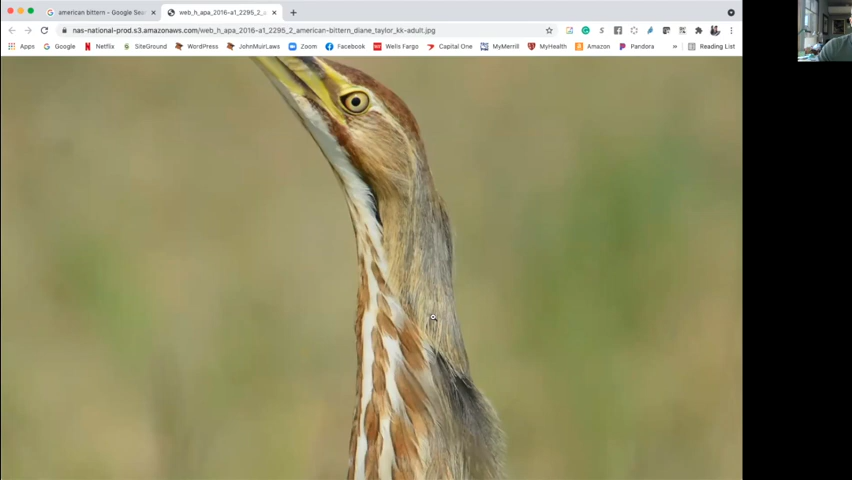 american bittern - Google Sea
web_h_apa_2016-a1_2295_2_a
nas-national-prod.s3.amazonaws.com/web_h_apa_2016-a1_2295_2_american-bittern_diane_taylor_kk-adult.jpg
Apps Google Netflix SiteGround WordPress JohnMuirLaws Zoom Facebook Wells Fargo Capital One MyMerrill MyHealth Amazon Pandora Reading List